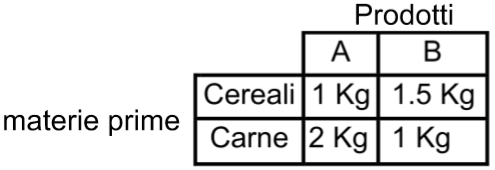 Prodotti
A B
Cereali 1 Kg 1.5 Kg
materie prime
Carne 2 Kg 1 Kg